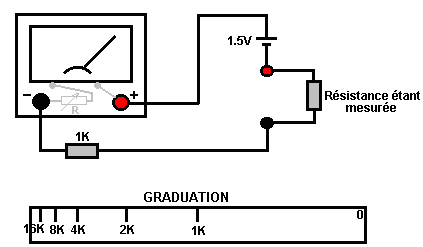 1.5V
− +
R
Résistance étant
mesurée
1K
GRADUATION
16K 8K 4K 2K 1K 0